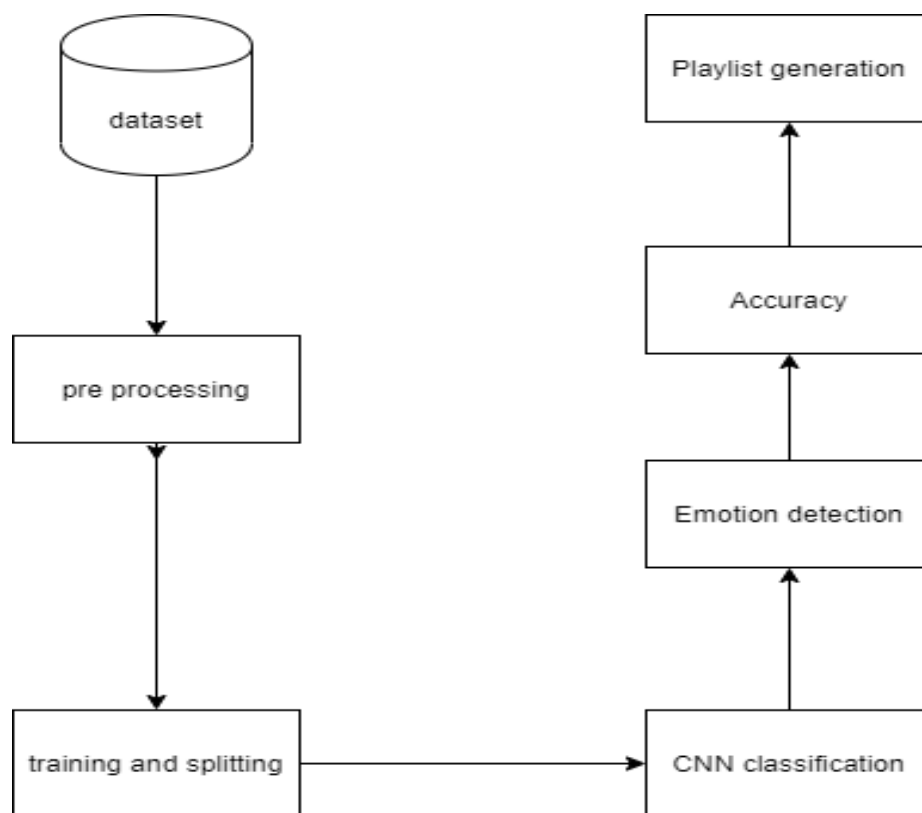 dataset
pre processing
training and splitting
CNN classification
Emotion detection
Accuracy
Playlist generation